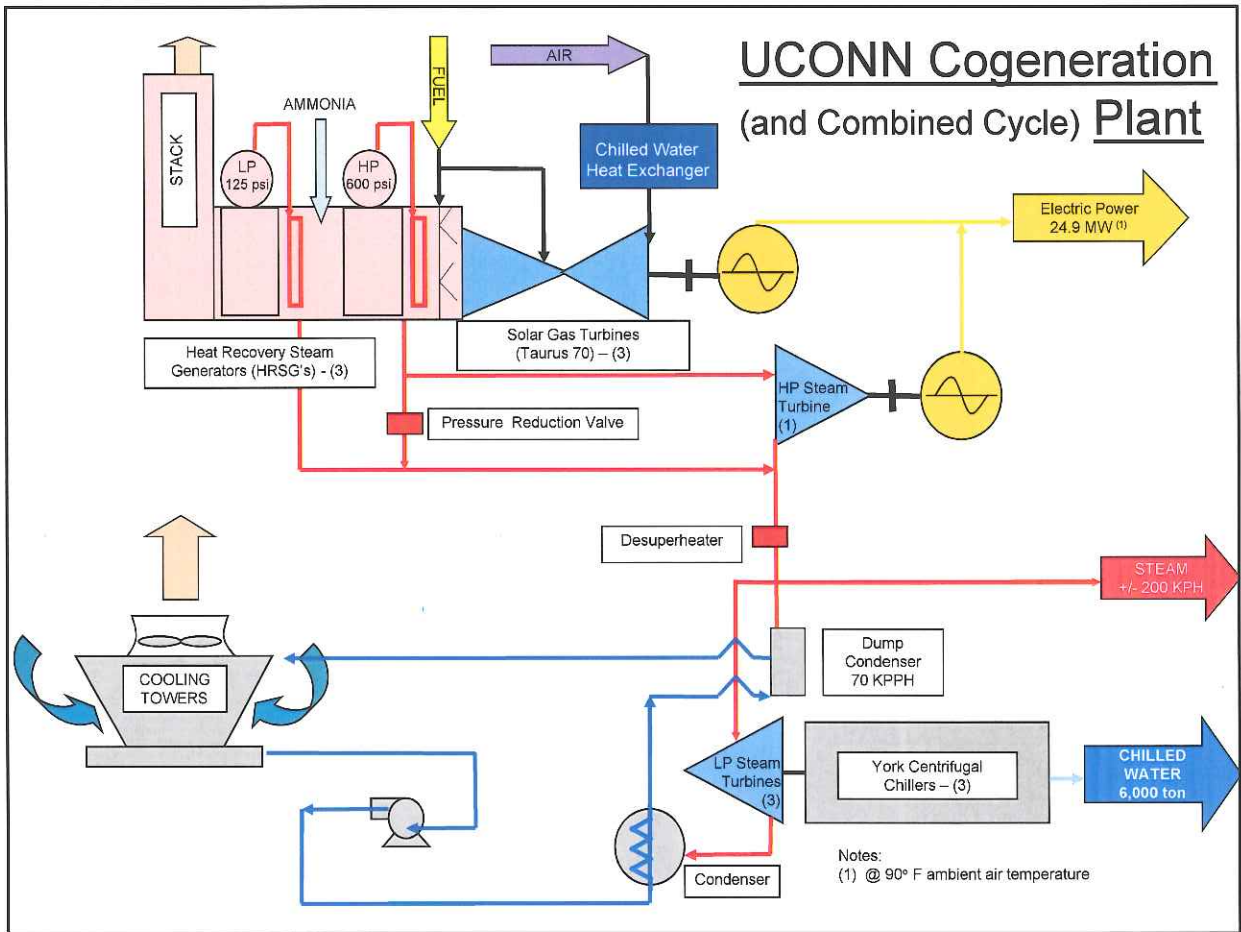 UCONN Cogeneration
(and Combined Cycle) Plant
AIR
FUEL
AMMONIA
STACK
LP
125 psi
HP
600 psi
Chilled Water
Heat Exchanger
Electric Power
24.9 MW (1)
Solar Gas Turbines
(Taurus 70) – (3)
Heat Recovery Steam
Generators (HRSG's) - (3)
HP Steam
Turbine
(1)
Pressure Reduction Valve
Desuperheater
STEAM
+/- 200 KPH
Dump
Condenser
70 KPPH
COOLING
TOWERS
LP Steam
Turbines
(3)
York Centrifugal
Chillers – (3)
CHILLED
WATER
6,000 ton
Condenser
Notes:
(1) @ 90° F ambient air temperature